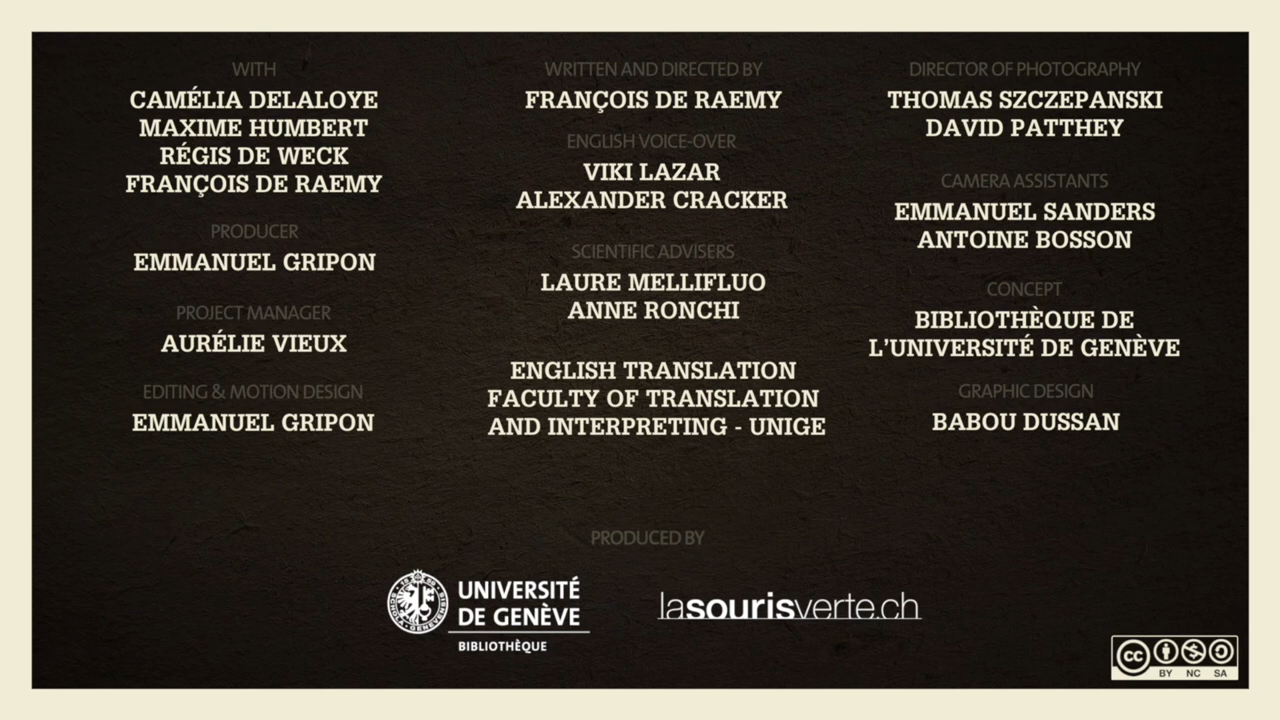 WITH
CAMÉLIA DELALOYE
MAXIME HUMBERT
RÉGIS DE WECK
FRANÇOIS DE RAEMY
PRODUCER
EMMANUEL GRIPON
PROJECT MANAGER
AURÉLIE VIEUX
EDITING & MOTION DESIGN
EMMANUEL GRIPON
WRITTEN AND DIRECTED BY
FRANÇOIS DE RAEMY
ENGLISH VOICE-OVER
VIKI LAZAR
ALEXANDER CRACKER
SCIENTIFIC ADVISERS
LAURE MELLIFLUO
ANNE RONCHI
ENGLISH TRANSLATION
FACULTY OF TRANSLATION
AND INTERPRETING - UNIGE
DIRECTOR OF PHOTOGRAPHY
THOMAS SZCZEPANSKI
DAVID PATTHEY
CAMERA ASSISTANTS
EMMANUEL SANDERS
ANTOINE BOSSON
CONCEPT
BIBLIOTHÈQUE DE
L'UNIVERSITÉ DE GENÈVE
GRAPHIC DESIGN
BABOU DUSSAN
PRODUCED BY
SCHOLA GENEVENSIS
1559
UNIVERSITÉ
DE GENÈVE
BIBLIOTHÈQUE
lasourisverte.ch
cc
BY NC SA